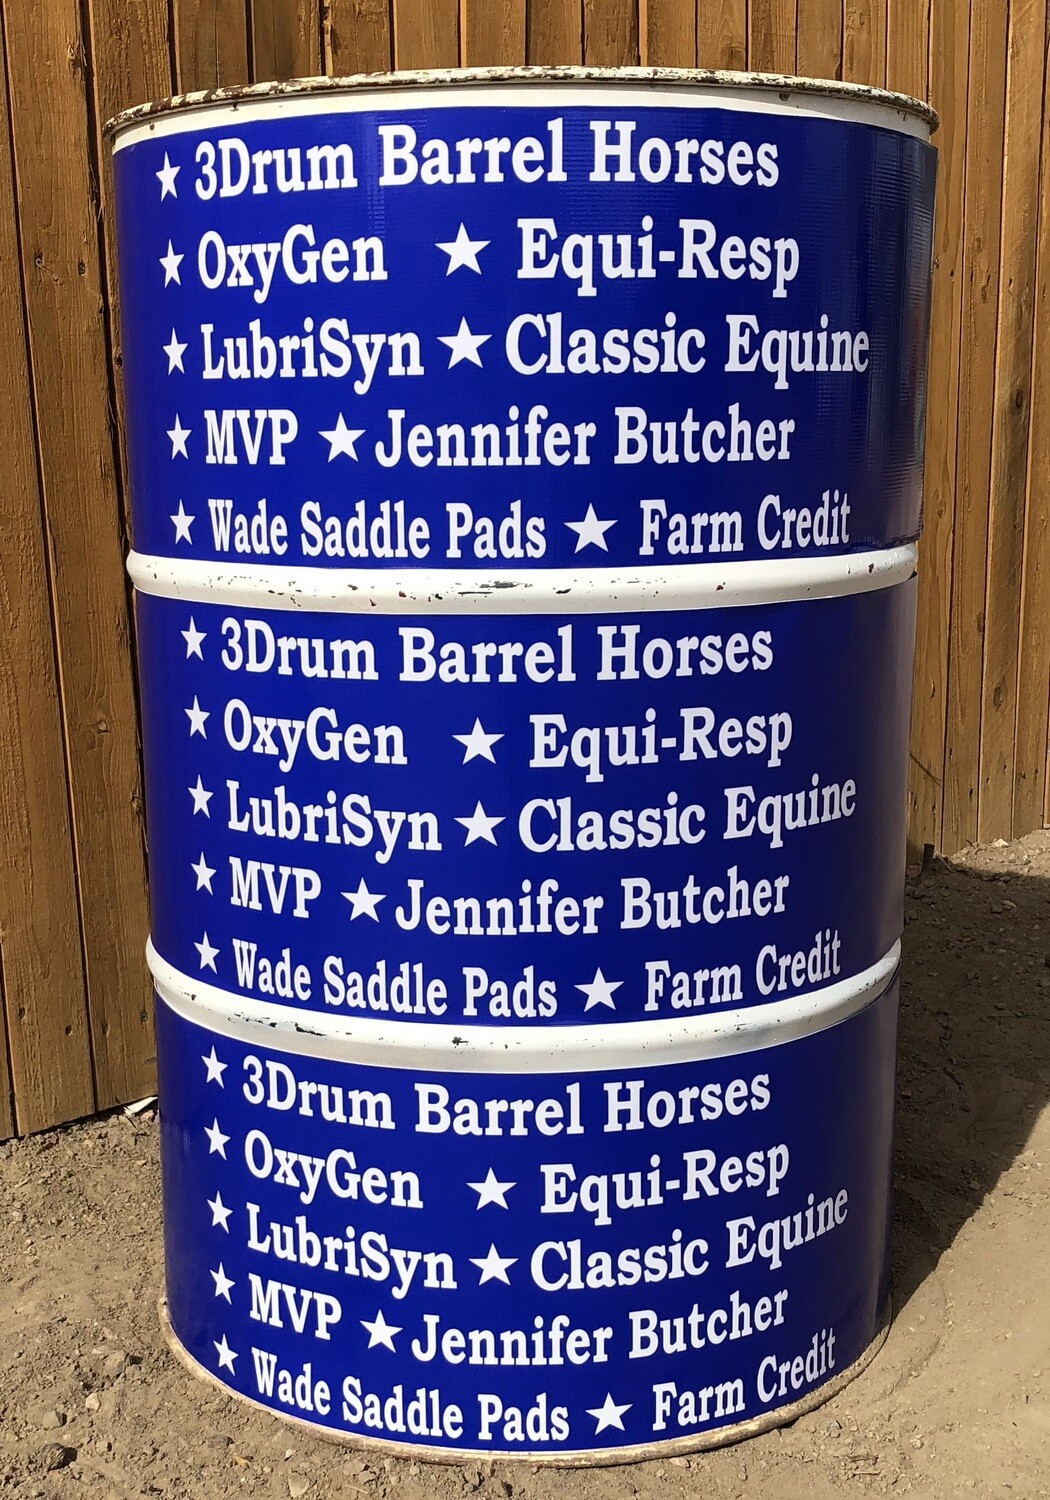 ★ 3Drum Barrel Horses
★ OxyGen ★ Equi-Resp
★ LubriSyn ★ Classic Equine
★ MVP ★ Jennifer Butcher
★ Wade Saddle Pads ★ Farm Credit
★ 3Drum Barrel Horses
★ OxyGen ★ Equi-Resp
★ LubriSyn ★ Classic Equine
★ MVP ★ Jennifer Butcher
★ Wade Saddle Pads ★ Farm Credit
★ 3Drum Barrel Horses
★ OxyGen ★ Equi-Resp
★ LubriSyn ★ Classic Equine
★ MVP ★ Jennifer Butcher
★ Wade Saddle Pads ★ Farm Credit